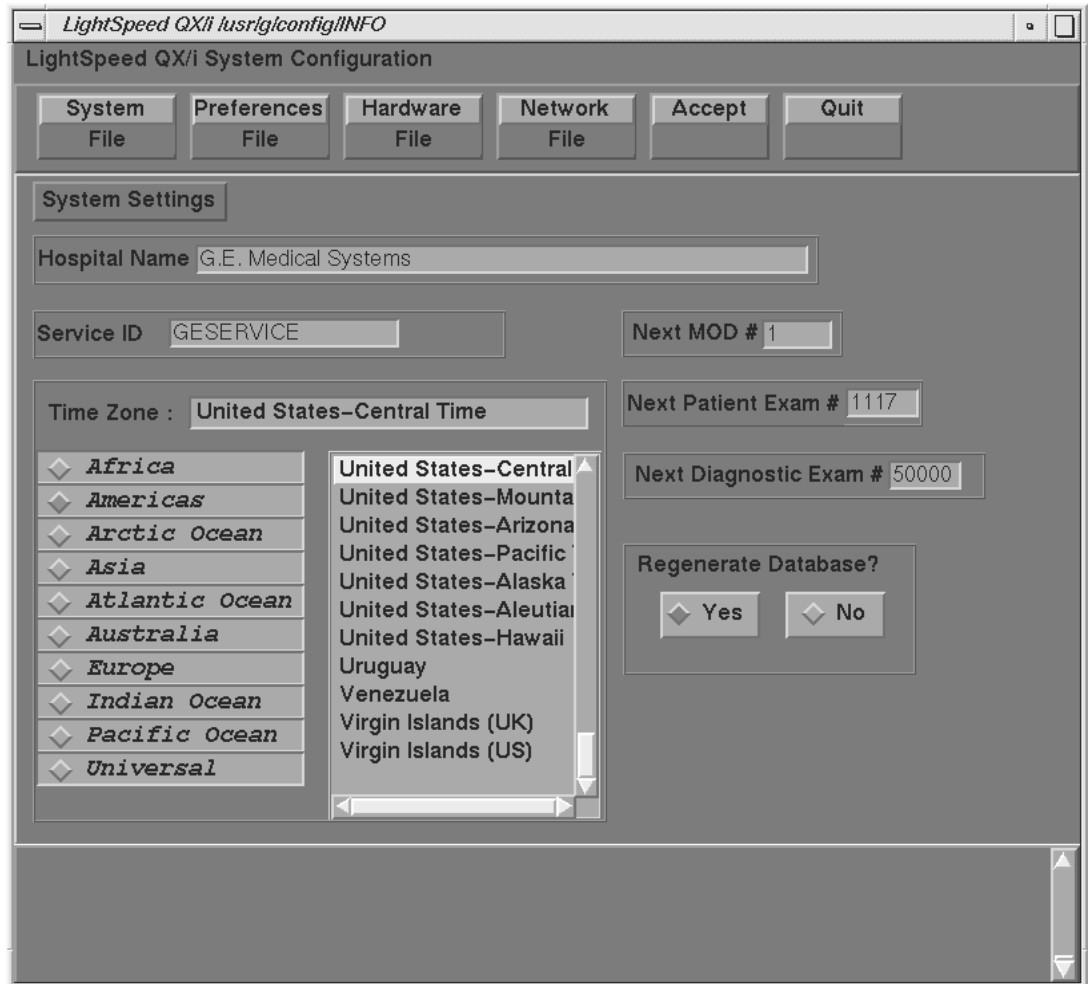 LightSpeed QX/i /usr/g/config/INFO
LightSpeed QX/i System Configuration
System Preferences Hardware Network Accept Quit
File File File File
System Settings
Hospital Name G.E. Medical Systems
Service ID GESERVICE
Next MOD # 1
Time Zone : United States–Central Time
Next Patient Exam # 1117
Next Diagnostic Exam # 50000
Africa
Americas
Arctic Ocean
Asia
Atlantic Ocean
Australia
Europe
Indian Ocean
Pacific Ocean
Universal
United States–Central
United States–Mounta
United States–Arizona
United States–Pacific
United States–Alaska
United States–Aleutian
United States–Hawaii
Uruguay
Venezuela
Virgin Islands (UK)
Virgin Islands (US)
Regenerate Database?
Yes No